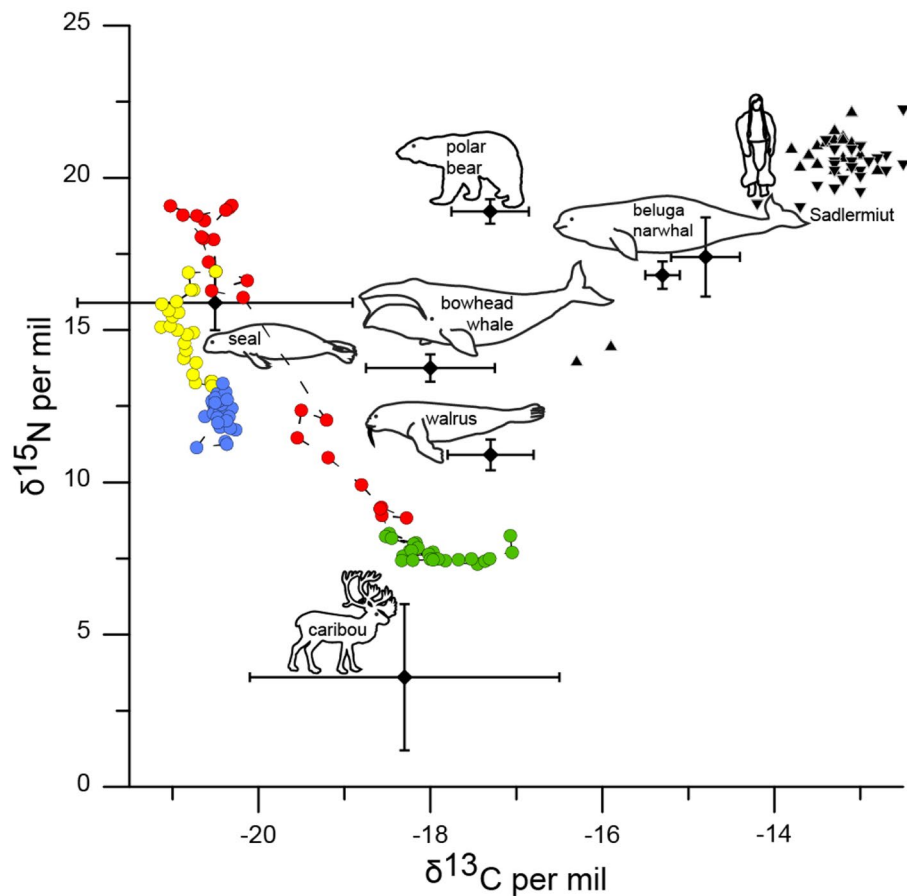 25
20
15
10
5
0
δ15N per mil
polar
bear
beluga
narwhal
Sadlermiut
bowhead
whale
seal
walrus
caribou
-20
-18
-16
-14
δ13C per mil